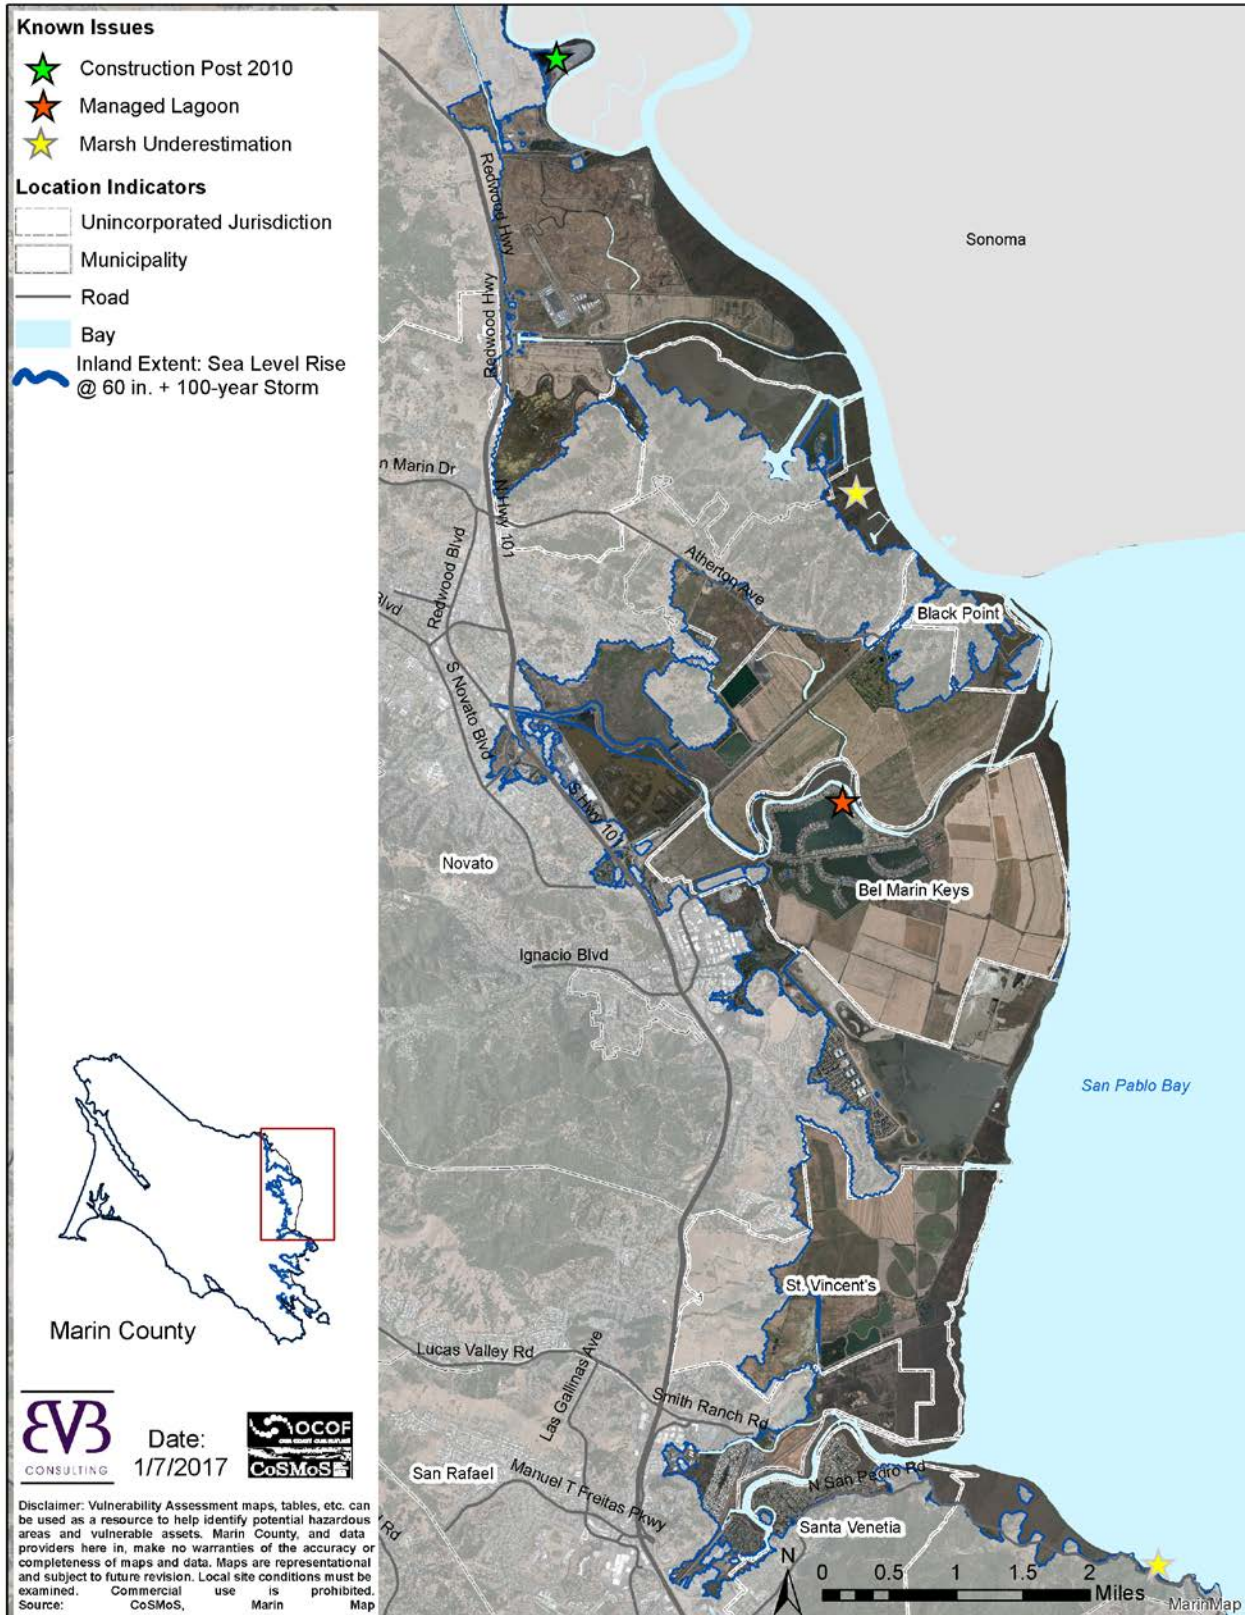 Known Issues
Construction Post 2010
Managed Lagoon
Marsh Underestimation
Location Indicators
Unincorporated Jurisdiction
Municipality
Road
Bay
Inland Extent: Sea Level Rise
@ 60 in. + 100-year Storm
Sonoma
Redwood Hwy
Redwood Hwy
n Marin Dr
N Hwy 101
Redwood Blvd
Blvd
Atherton Ave
Black Point
S Novato Blvd
S Hwy 101
Novato
Bel Marin Keys
Ignacio Blvd
San Pablo Bay
St. Vincent's
Lucas Valley Rd
Las Gallinas Ave
Smith Ranch Rd
San Rafael
Manuel T Freitas Pkwy
N San Pedro Rd
y Rd
Santa Venetia
N
0 0.5 1 1.5 2
Miles
MarinMap
Marin County
EVB
CONSULTING
Date:
1/7/2017
OCOF
OUR COAST OUR FUTURE
CoSMoS
Disclaimer: Vulnerability Assessment maps, tables, etc. can
be used as a resource to help identify potential hazardous
areas and vulnerable assets. Marin County, and data
providers here in, make no warranties of the accuracy or
completeness of maps and data. Maps are representational
and subject to future revision. Local site conditions must be
examined. Commercial use is prohibited.
Source: CoSMoS, Marin Map